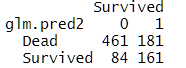 Survived
glm.pred2 0 1
Dead 461 181
Survived 84 161